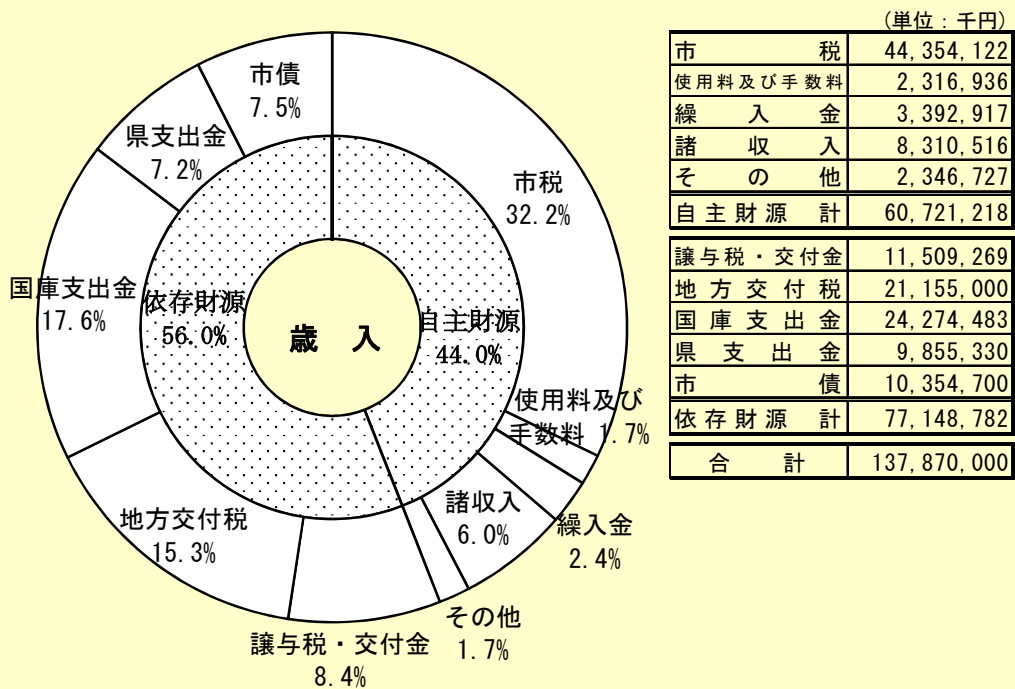 (単位：千円)
市税 44,354,122
使用料及び手数料 2,316,936
繰入金 3,392,917
諸収入 8,310,516
その他 2,346,727
自主財源計 60,721,218
譲与税・交付金 11,509,269
地方交付税 21,155,000
国庫支出金 24,274,483
県支出金 9,855,330
市債 10,354,700
依存財源計 77,148,782
合計 137,870,000
市債
7.5%
県支出金
7.2%
市税
32.2%
国庫支出金
17.6%
依存財源
56.0%
歳入
自主財源
44.0%
使用料及び
手数料 1.7%
諸収入
6.0%
繰入金
2.4%
地方交付税
15.3%
その他
1.7%
譲与税・交付金
8.4%